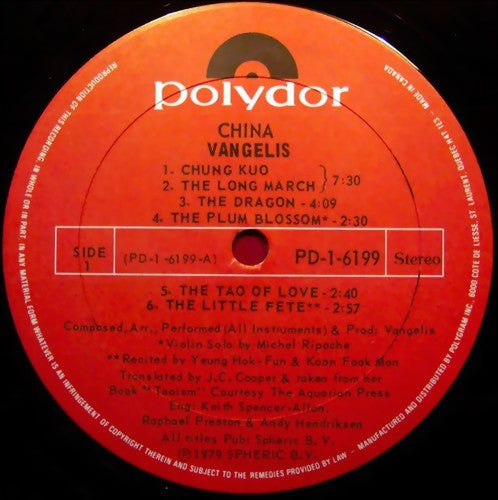 polydor
CHINA
VANGELIS
1. CHUNG KUO
2. THE LONG MARCH } 7:30
3. THE DRAGON - 4:09
4. THE PLUM BLOSSOM* - 2:30
SIDE 1 (PD-1-6199-A) PD-1-6199 Stereo
5. THE TAO OF LOVE - 2:40
6. THE LITTLE FETE** - 2:57
Composed, Arr., Performed (All Instruments) & Prod: Vangelis
*Violin Solo by Michel Ripoche
**Recited by Yeung Hok-Fun & Koon Fook Man
Translated by J.C. Cooper & taken from her
Book "Taoism" Courtesy The Aquarian Press
Eng: Keith Spencer-Allen,
Raphael Preston & Andy Hendriksen
All titles Pub: Spheric B.V.
©1979 SPHERIC B.V.
REPRODUCTION OF THIS RECORDING IN WHOLE OR IN PART IN ANY MATERIAL FORM WHATEVER IS AN INFRINGEMENT OF COPYRIGHT THEREIN AND SUBJECT TO THE REMEDIES PROVIDED BY LAW - MANUFACTURED AND DISTRIBUTED BY POLYGRAM INC. 6000 COTE DE LIESSE. ST LAURENT, QUEBEC H4T 1E3 - MADE IN CANADA